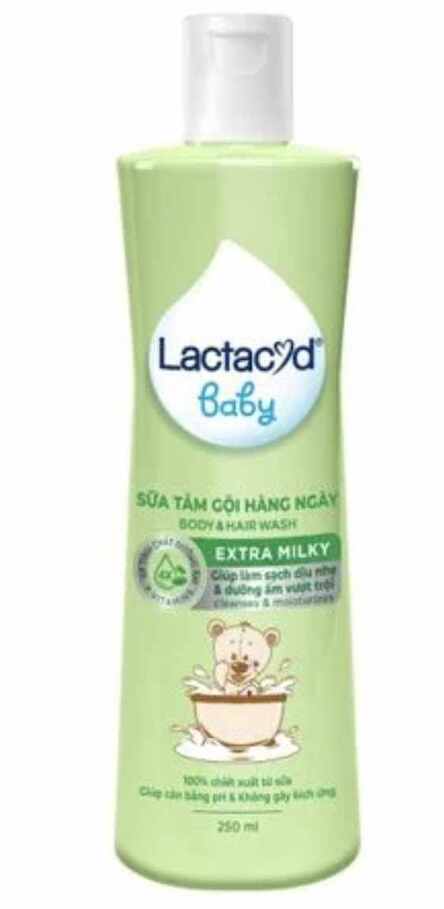 Lactacyd®
Baby
SỮA TẮM GỘI HÀNG NGÀY
BODY & HAIR WASH
EXTRA MILKY
Giúp làm sạch dịu nhẹ
& dưỡng ẩm vượt trội
cleanses & moisturizes
100% chiết xuất từ sữa
Giúp cân bằng pH & Không gây kích ứng
250 ml